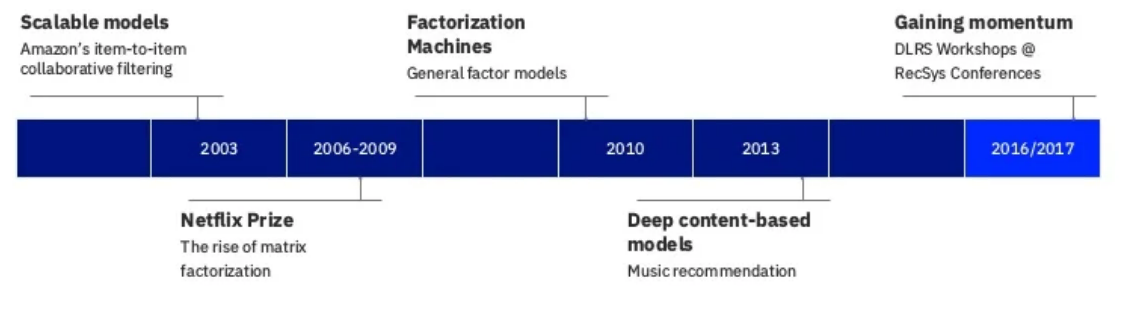 Scalable models
Amazon's item-to-item
collaborative filtering
Factorization
Machines
General factor models
Gaining momentum
DLRS Workshops @
RecSys Conferences
2003
2006-2009
2010
2013
2016/2017
Netflix Prize
The rise of matrix
factorization
Deep content-based
models
Music recommendation